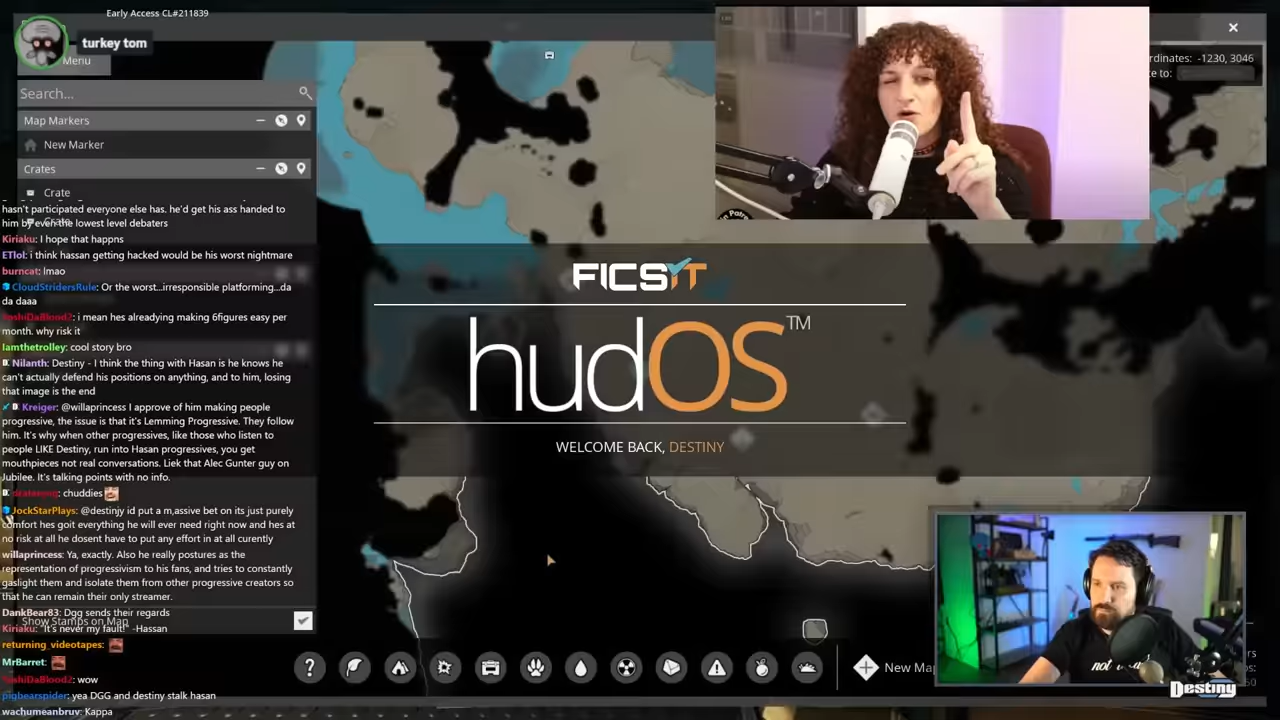 Early Access CL#211839
turkey tom
Menu
Search...
Map Markers
New Marker
Crates
Crate
hasn't participated everyone else has. he'd get his ass handed to
him by even the lowest level debaters
Kiriaku: I hope that happns
ETlol: i think hassan getting hacked would be his worst nightmare
burncat: lmao
CloudStridersRule: Or the worst...irresponsible platforming...da
da daaa
YoshiDaBlood2: i mean hes alreadying making 6figures easy per
month. why risk it
Iamthetrolley: cool story bro
Nilanth: Destiny - I think the thing with Hasan is he knows he
can't actually defend his positions on anything, and to him, losing
that image is the end
Kreiger: @willaprincess I approve of him making people
progressive, the issue is that it's Lemming Progressive. They follow
him. It's why when other progressives, like those who listen to
people LIKE Destiny, run into Hasan progressives, you get
mouthpieces not real conversations. Liek that Alec Gunter guy on
Jubilee. It's talking points with no info.
chuddies
JockStarPlays: @destinjy id put a m,assive bet on its just purely
comfort hes goit everything he will ever need right now and hes at
no risk at all he dosent have to put any effort in at all curently
willaprincess: Ya, exactly. Also he really postures as the
representation of progressivism to his fans, and tries to constantly
gaslight them and isolate them from other progressive creators so
that he can remain their only streamer.
DankBear83: Dgg sends their regards
Show Stamps on Map
Kiriaku: "It's never my fault!" -Hassan
returning_videotapes:
MrBarret:
YoshiDaBlood2: wow
pigbearspider: yea DGG and destiny stalk hasan
wachumeanbruv: Kappa
FICSIT
hudOS™
WELCOME BACK, DESTINY
rdinates: -1230, 3046
e to:
in Patre
New Ma
not
Destiny